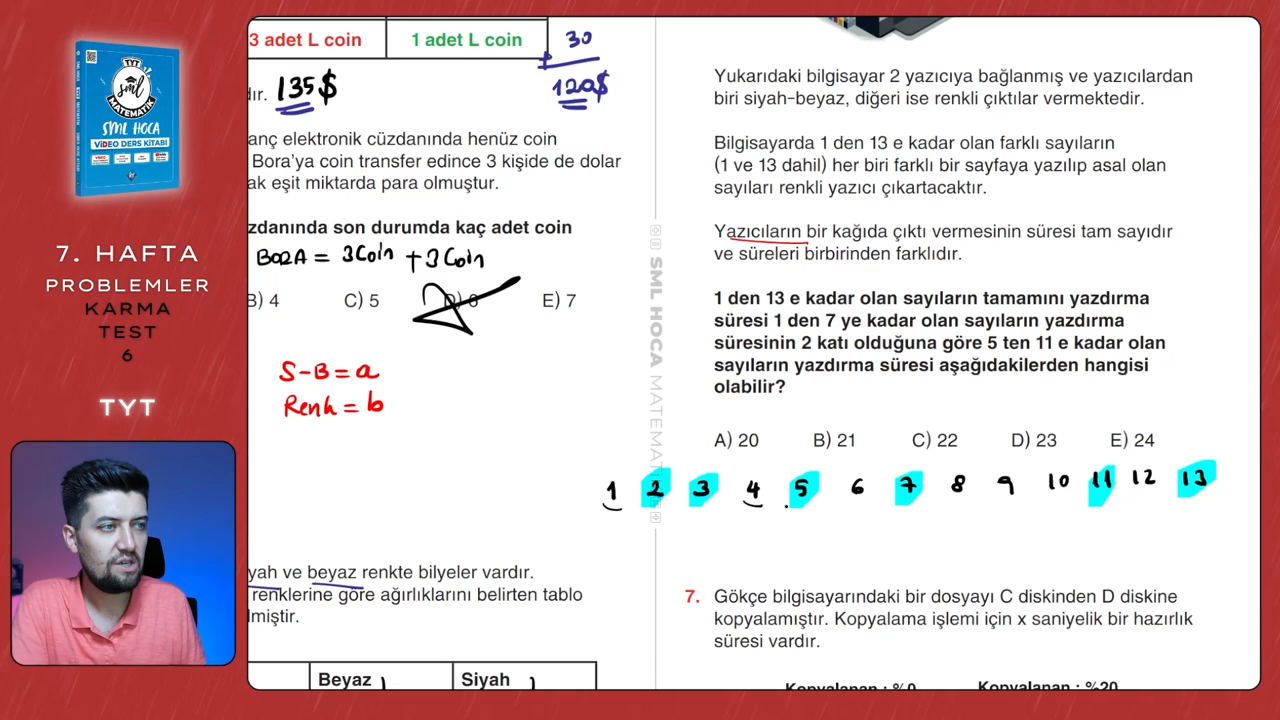 TYT
sml
MATEMATİK
SML HOCA
VİDEO DERS KİTABI
7. HAFTA
PROBLEMLER
KARMA
TEST
6
TYT
3 adet L coin
1 adet L coin
30
+
120$
ır. 135$
anç elektronik cüzdanında henüz coin
Bora'ya coin transfer edince 3 kişide de dolar
ak eşit miktarda para olmuştur.
zdanında son durumda kaç adet coin
BORA = 3Coin + 3Coin
B) 4 C) 5 D) 6 E) 7
S-B = a
Renk = b
yah ve beyaz renkte bilyeler vardır.
renklerine göre ağırlıklarını belirten tablo
lmiştir.
Beyaz Siyah
SML HOCA MATEMAT
Yukarıdaki bilgisayar 2 yazıcıya bağlanmış ve yazıcılardan
biri siyah-beyaz, diğeri ise renkli çıktılar vermektedir.
Bilgisayarda 1 den 13 e kadar olan farklı sayıların
(1 ve 13 dahil) her biri farklı bir sayfaya yazılıp asal olan
sayıları renkli yazıcı çıkartacaktır.
Yazıcıların bir kağıda çıktı vermesinin süresi tam sayıdır
ve süreleri birbirinden farklıdır.
1 den 13 e kadar olan sayıların tamamını yazdırma
süresi 1 den 7 ye kadar olan sayıların yazdırma
süresinin 2 katı olduğuna göre 5 ten 11 e kadar olan
sayıların yazdırma süresi aşağıdakilerden hangisi
olabilir?
A) 20 B) 21 C) 22 D) 23 E) 24
1 2 3 4 5 6 7 8 9 10 11 12 13
7. Gökçe bilgisayarındaki bir dosyayı C diskinden D diskine
kopyalamıştır. Kopyalama işlemi için x saniyelik bir hazırlık
süresi vardır.
Kopyalanan : %0 Kopyalanan : %20